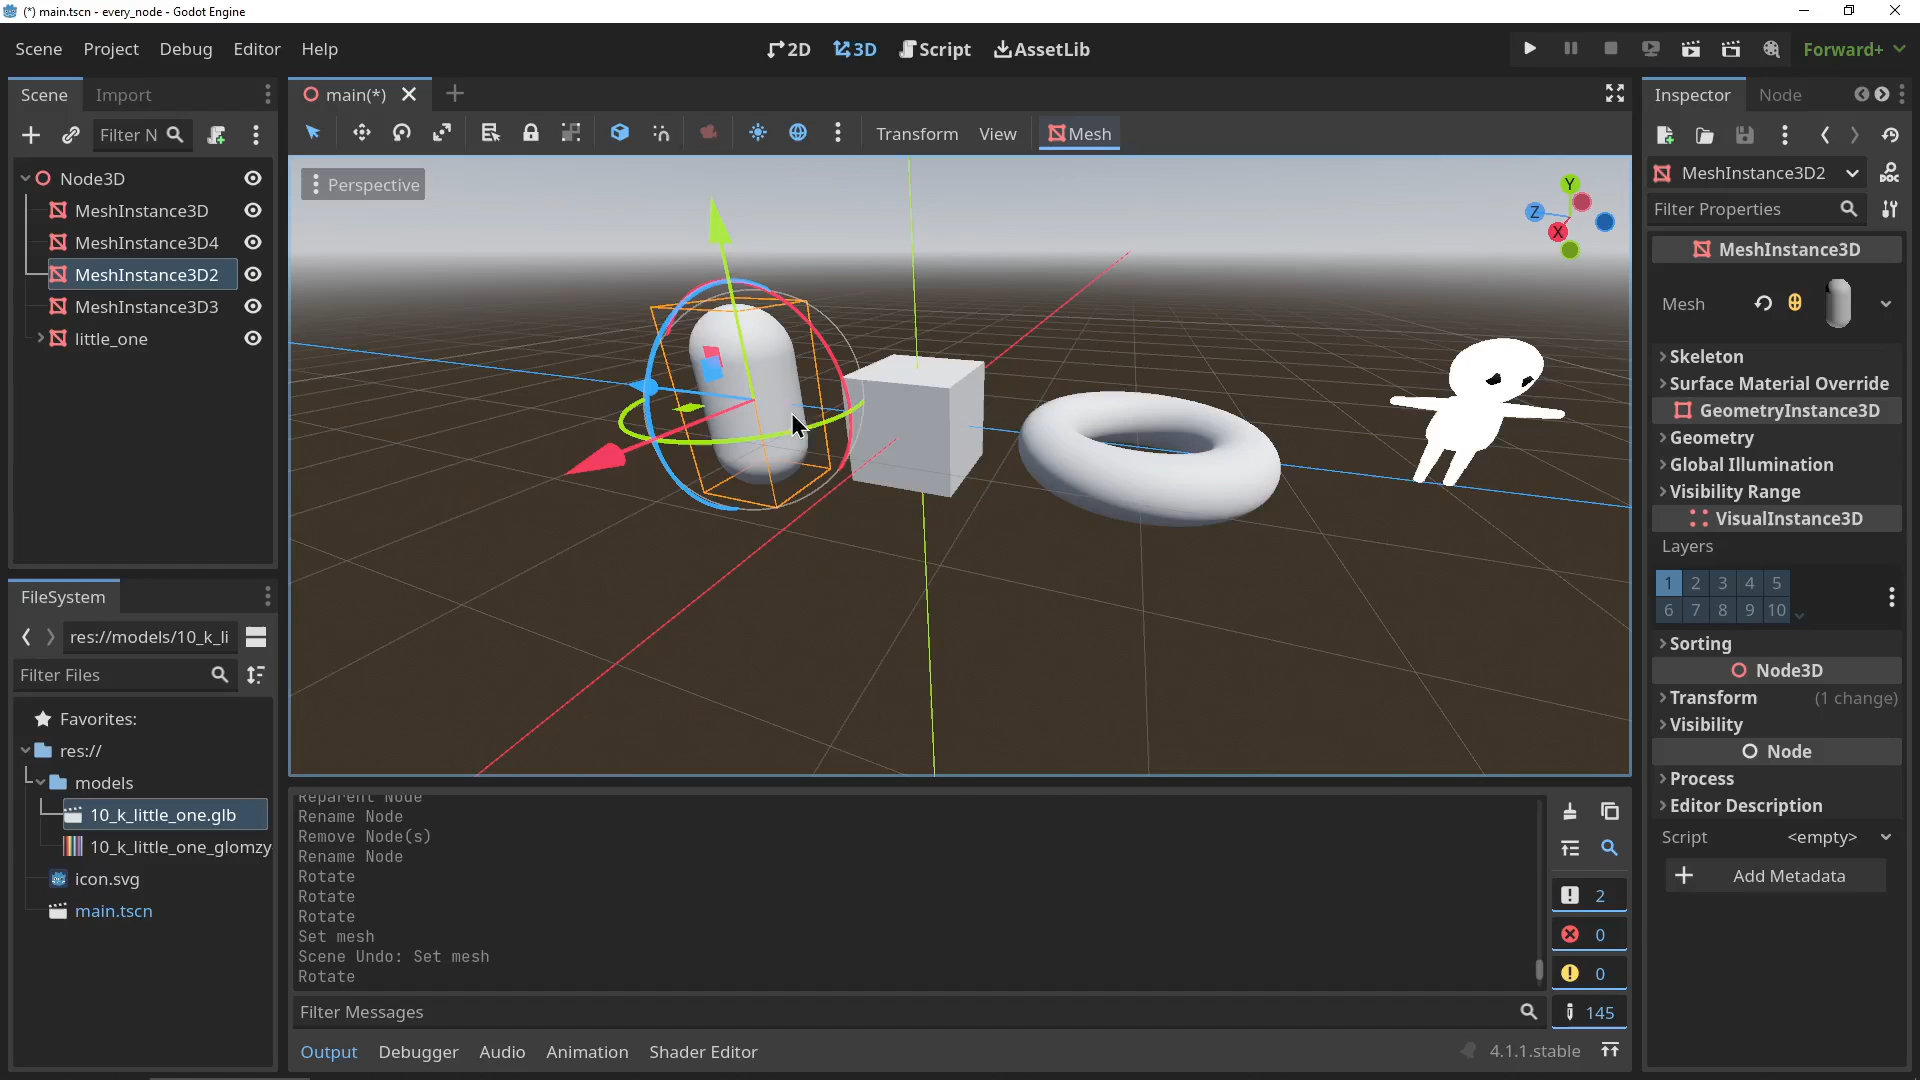 (*) main.tscn - every_node - Godot Engine
Scene Project Debug Editor Help
2D 3D Script AssetLib
Forward+
Scene Import
Filter N
Node3D
MeshInstance3D
MeshInstance3D4
MeshInstance3D2
MeshInstance3D3
little_one
FileSystem
res://models/10_k_li
Filter Files
Favorites:
res://
models
10_k_little_one.glb
10_k_little_one_glomzy
icon.svg
main.tscn
main(*)
Transform View Mesh
Perspective
Y
Z
X
Reparent Node
Rename Node
Remove Node(s)
Rename Node
Rotate
Rotate
Rotate
Set mesh
Scene Undo: Set mesh
Rotate
Filter Messages
2
0
0
145
Output Debugger Audio Animation Shader Editor
4.1.1.stable
Inspector Node
MeshInstance3D2
DOC
Filter Properties
MeshInstance3D
Mesh
Skeleton
Surface Material Override
GeometryInstance3D
Geometry
Global Illumination
Visibility Range
VisualInstance3D
Layers
1 2 3 4 5
6 7 8 9 10
Sorting
Node3D
Transform (1 change)
Visibility
Node
Process
Editor Description
Script <empty>
Add Metadata